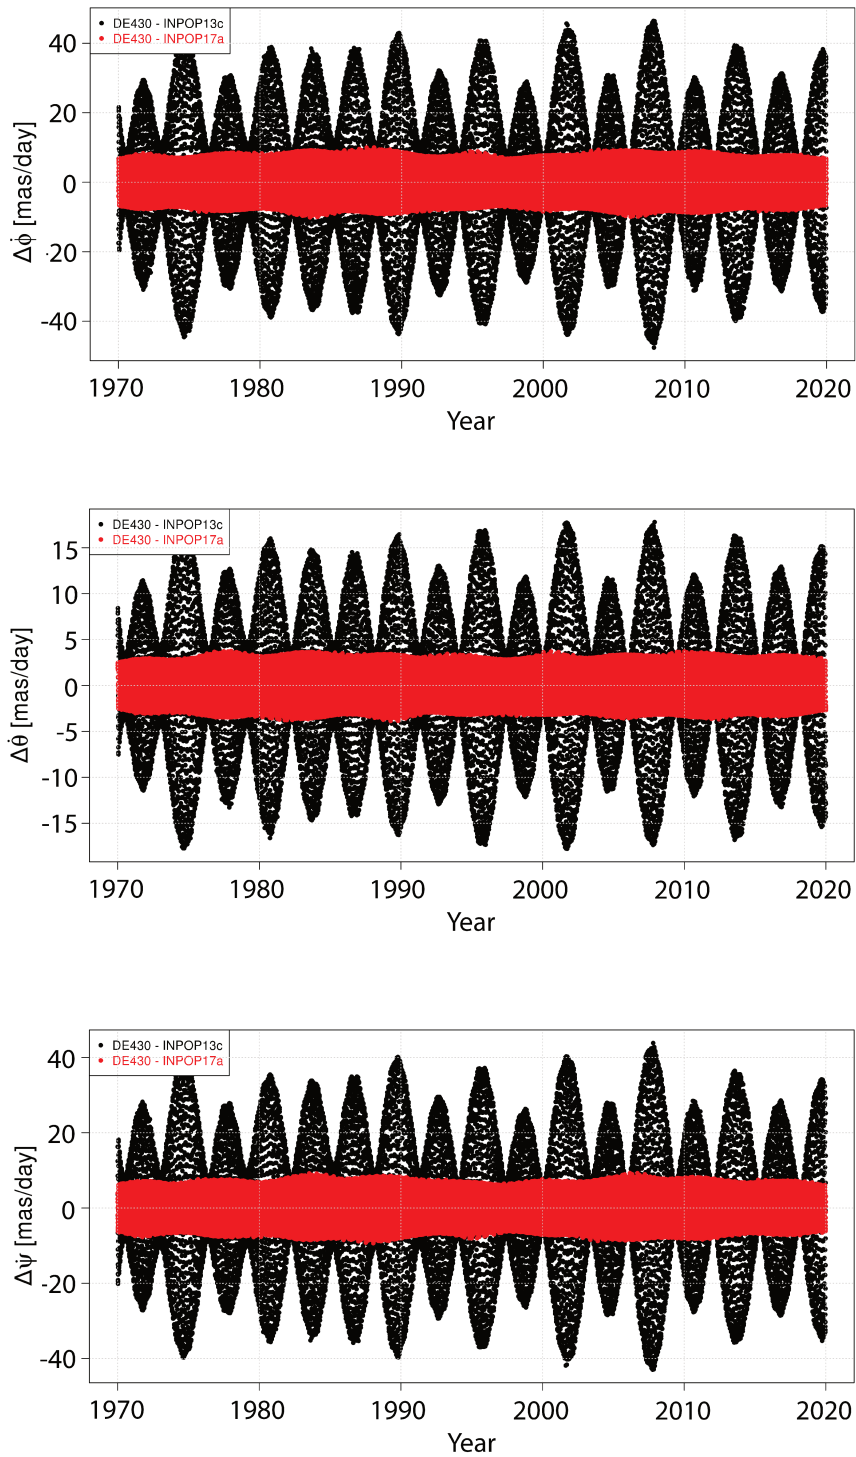 DE430 - INPOP13c
DE430 - INPOP17a
40
20
0
-20
-40
Δφ̇ [mas/day]
1970 1980 1990 2000 2010 2020
Year
DE430 - INPOP13c
DE430 - INPOP17a
15
10
5
0
-5
-10
-15
Δθ̇ [mas/day]
1970 1980 1990 2000 2010 2020
Year
DE430 - INPOP13c
DE430 - INPOP17a
40
20
0
-20
-40
Δψ̇ [mas/day]
1970 1980 1990 2000 2010 2020
Year